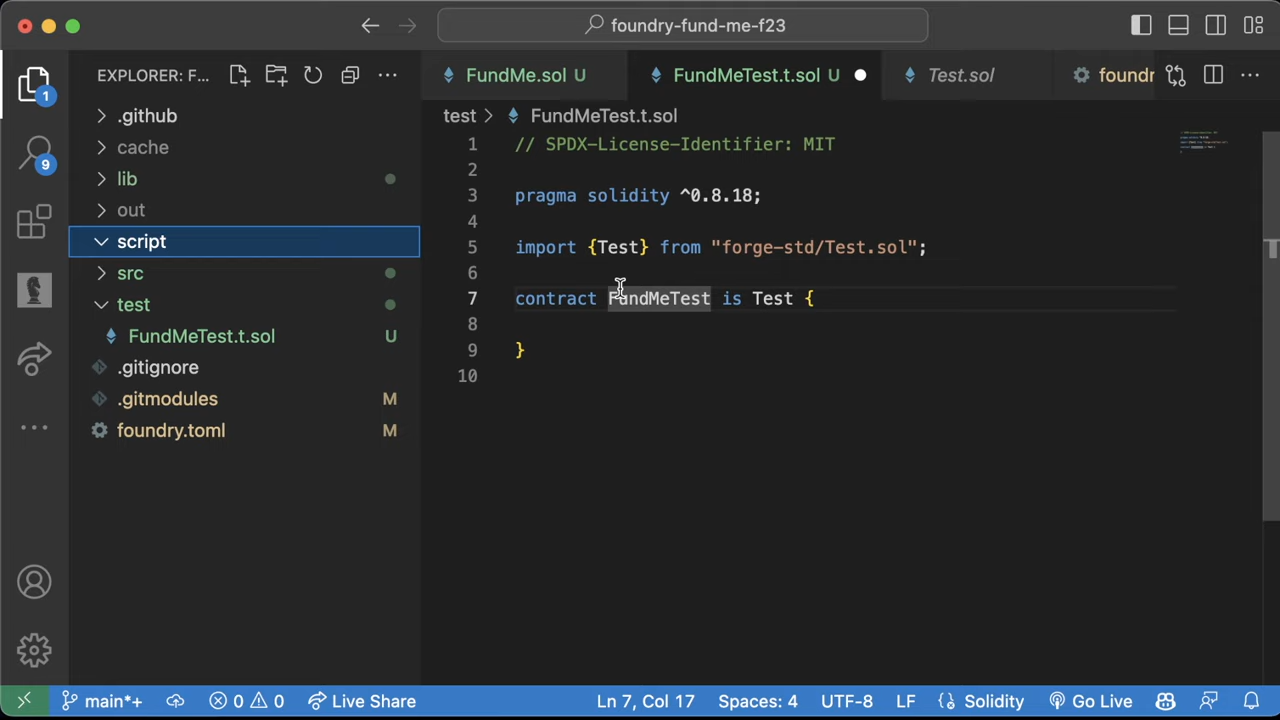 foundry-fund-me-f23
EXPLORER: F...
FundMe.sol U
FundMeTest.t.sol U
Test.sol
foundr
1
9
.github
cache
lib
out
script
src
test
FundMeTest.t.sol U
.gitignore
.gitmodules M
foundry.toml M
test > FundMeTest.t.sol
1 // SPDX-License-Identifier: MIT
2
3 pragma solidity ^0.8.18;
4
5 import {Test} from "forge-std/Test.sol";
6
7 contract FundMeTest is Test {
8
9 }
10
main*+ 0 0 Live Share Ln 7, Col 17 Spaces: 4 UTF-8 LF {} Solidity Go Live